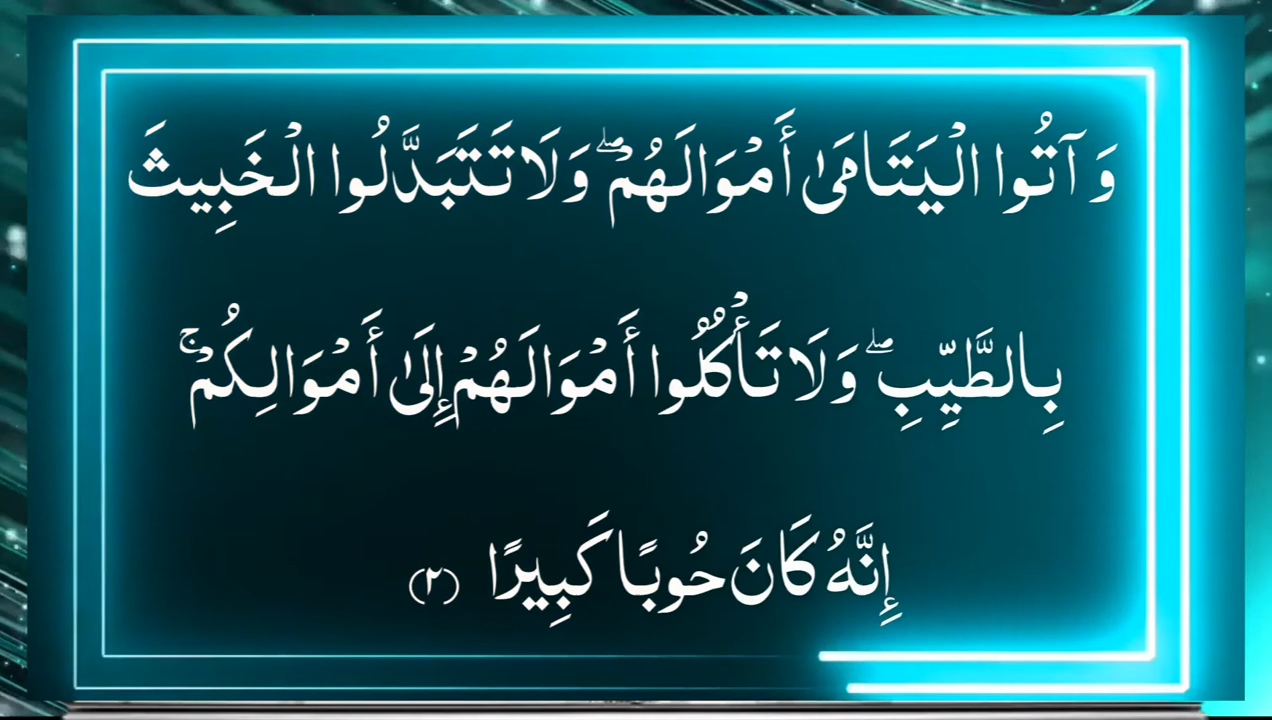 وَآتُوا الْيَتَامَىٰ أَمْوَالَهُمْ ۖ وَلَا تَتَبَدَّلُوا الْخَبِيثَ
بِالطَّيِّبِ ۖ وَلَا تَأْكُلُوا أَمْوَالَهُمْ إِلَىٰ أَمْوَالِكُمْ ۚ
إِنَّهُ كَانَ حُوبًا كَبِيرًا (٢)